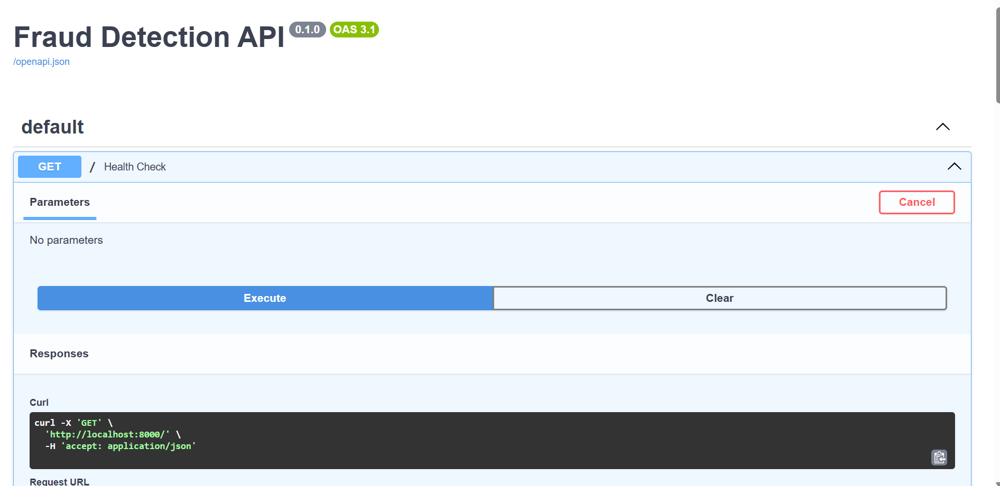 Fraud Detection API 0.1.0 OAS 3.1
/openapi.json
default
GET / Health Check
Parameters
Cancel
No parameters
Execute
Clear
Responses
Curl
curl -X 'GET' \
  'http://localhost:8000/' \
  -H 'accept: application/json'
Request URL